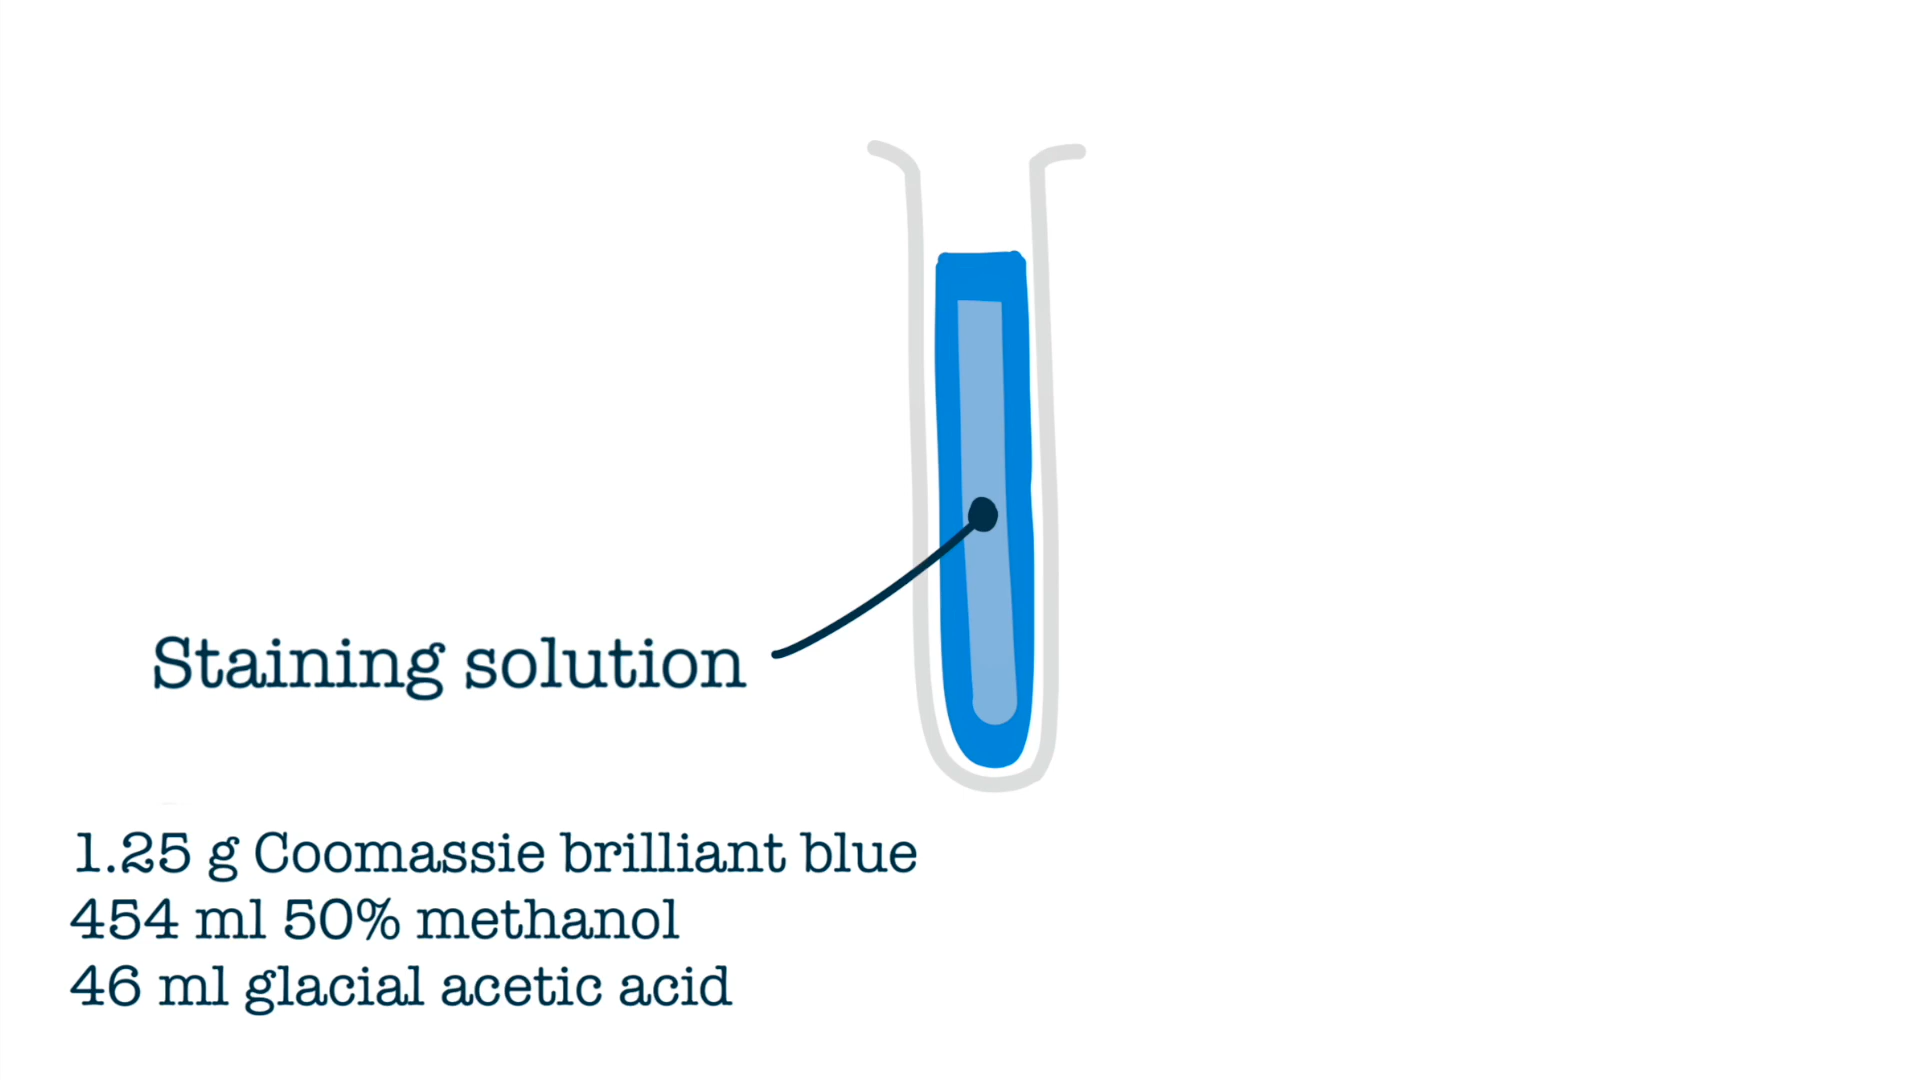 Staining solution
1.25 g Coomassie brilliant blue
454 ml 50% methanol
46 ml glacial acetic acid